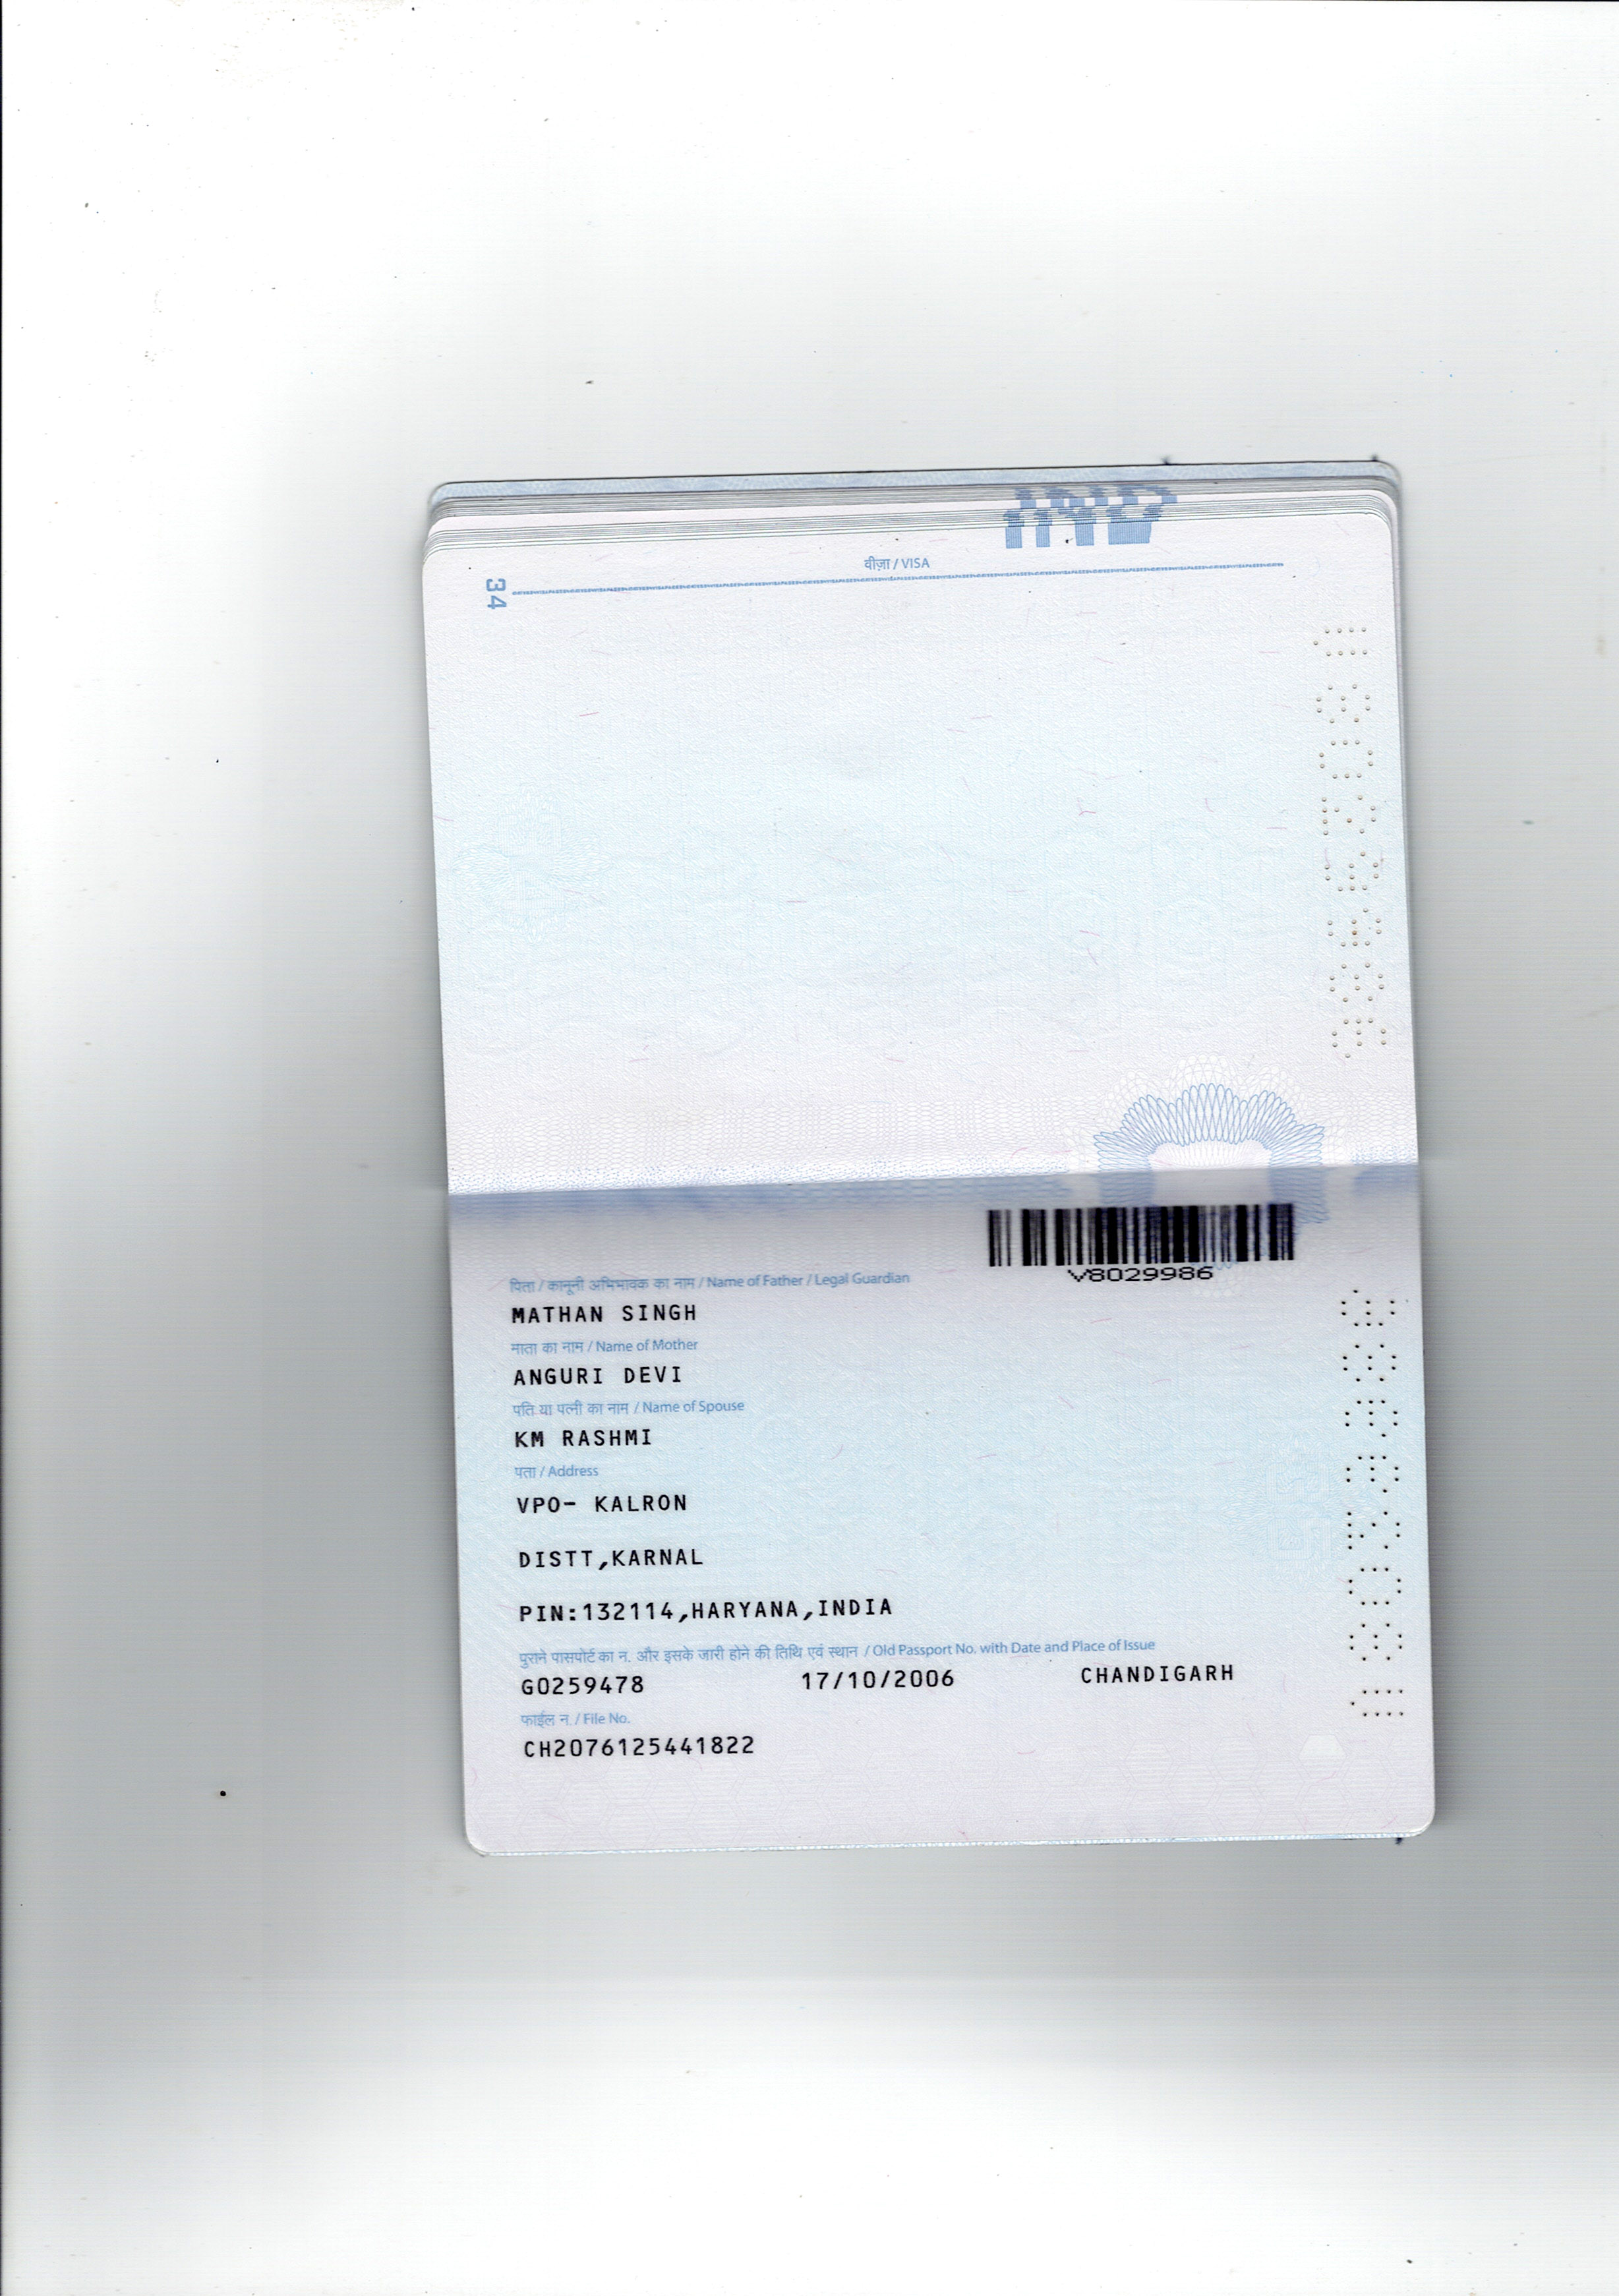 वीज़ा / VISA
34
V8029986
पिता / कानूनी अभिभावक का नाम / Name of Father / Legal Guardian
MATHAN SINGH
माता का नाम / Name of Mother
ANGURI DEVI
पति या पत्नी का नाम / Name of Spouse
KM RASHMI
पता / Address
VPO- KALRON
DISTT,KARNAL
PIN:132114,HARYANA,INDIA
पुराने पासपोर्ट का न. और इसके जारी होने की तिथि एवं स्थान / Old Passport No. with Date and Place of Issue
G0259478 17/10/2006 CHANDIGARH
फाईल न. / File No.
CH2076125441822